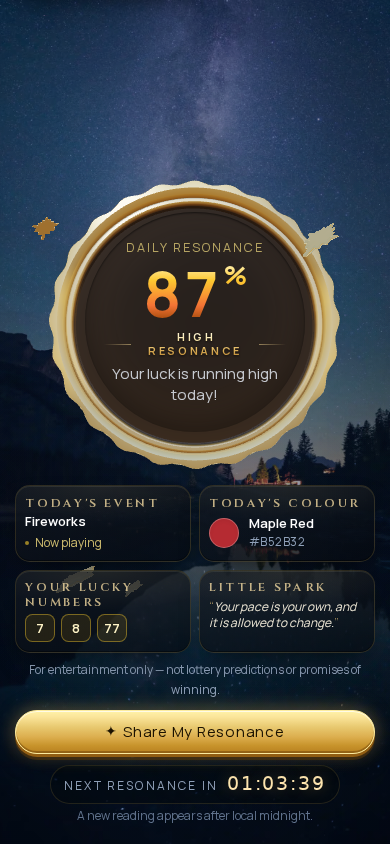 DAILY RESONANCE
87%
HIGH
RESONANCE
Your luck is running high
today!
TODAY'S EVENT
Fireworks
• Now playing
TODAY'S COLOUR
Maple Red
#B52B32
YOUR LUCKY
NUMBERS
7 8 77
LITTLE SPARK
"Your pace is your own, and
it is allowed to change."
For entertainment only — not lottery predictions or promises of
winning.
✦ Share My Resonance
NEXT RESONANCE IN 01:03:39
A new reading appears after local midnight.